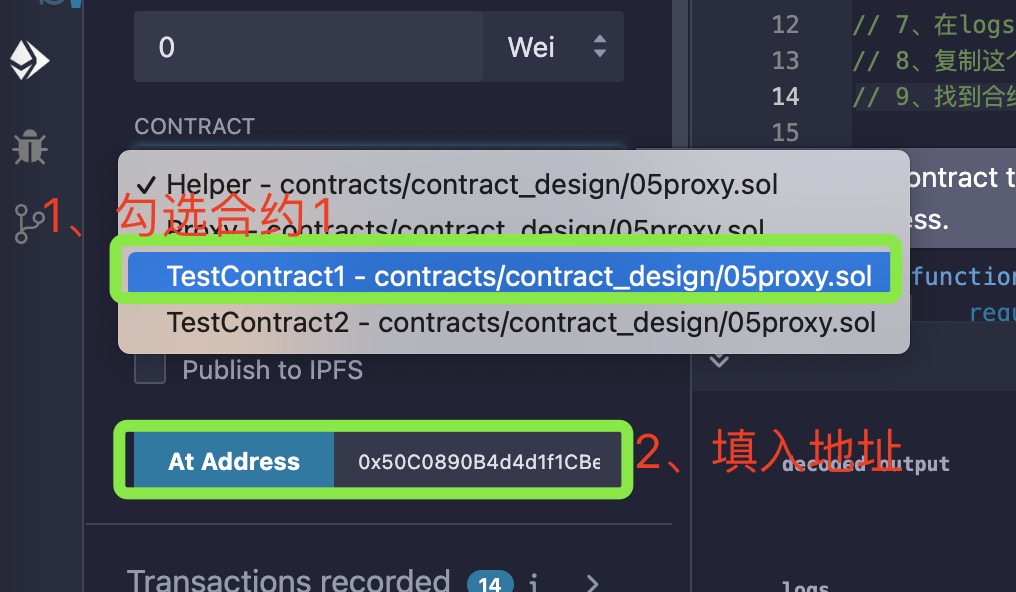 0 Wei
CONTRACT
✓ Helper - contracts/contract_design/05proxy.sol
Proxy - contracts/contract_design/05proxy.sol
1、勾选合约1
TestContract1 - contracts/contract_design/05proxy.sol
TestContract2 - contracts/contract_design/05proxy.sol
Publish to IPFS
At Address 0x50C0890B4d4d1f1CBe
2、填入地址
Transactions recorded 14 i >
12 // 7、在logs
13 // 8、复制这个
14 // 9、找到合约
15
ontract t
ess.
function
requ
decoded output
logs